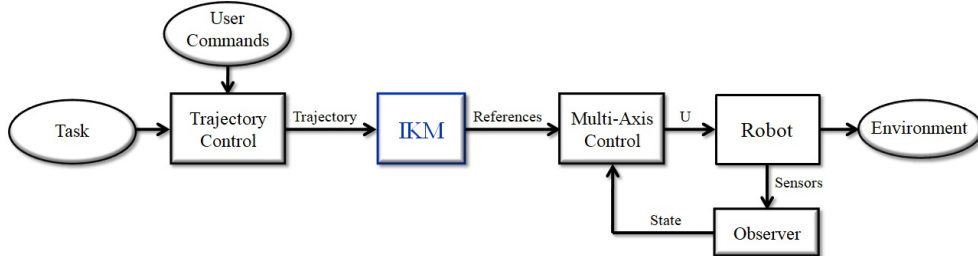 User
Commands
Task
Trajectory
Control
Trajectory
IKM
References
Multi-Axis
Control
U
Robot
Environment
Sensors
State
Observer